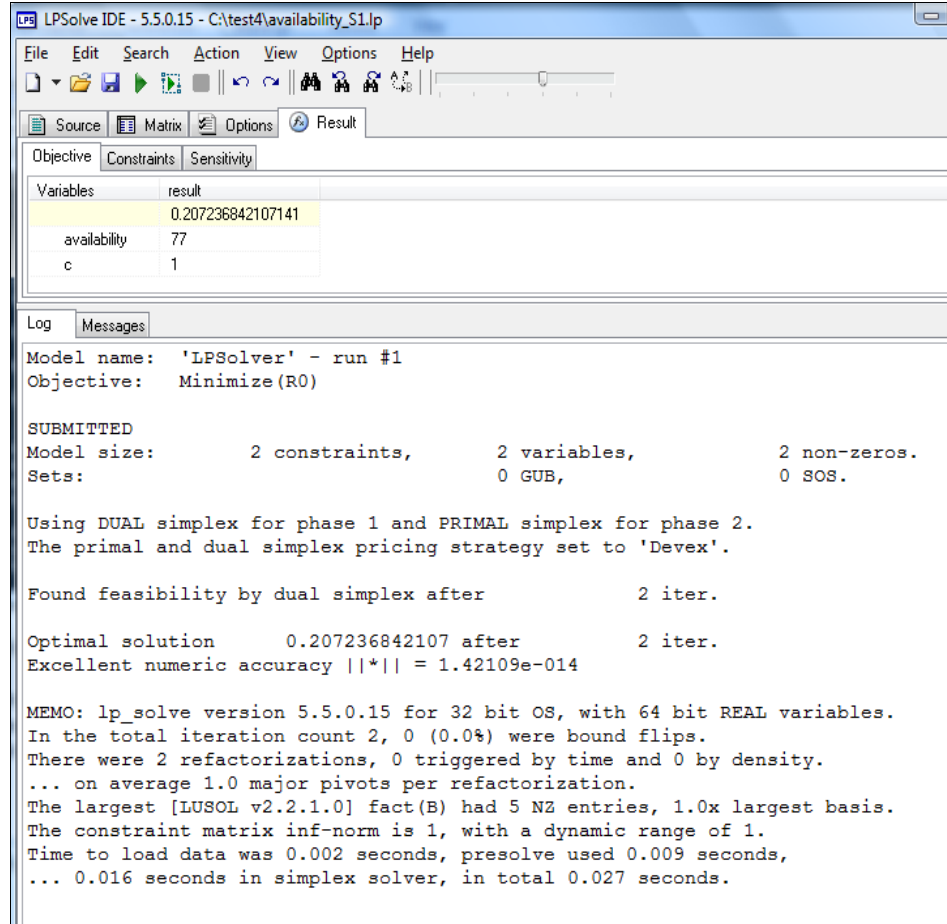 LPSolve IDE - 5.5.0.15 - C:\test4\availability_S1.lp
File Edit Search Action View Options Help
Source Matrix Options Result
Objective Constraints Sensitivity
Variables result
0.207236842107141
availability 77
c 1
Log Messages
Model name: 'LPSolver' - run #1
Objective: Minimize(R0)
SUBMITTED
Model size: 2 constraints, 2 variables, 2 non-zeros.
Sets: 0 GUB, 0 SOS.
Using DUAL simplex for phase 1 and PRIMAL simplex for phase 2.
The primal and dual simplex pricing strategy set to 'Devex'.
Found feasibility by dual simplex after 2 iter.
Optimal solution 0.207236842107 after 2 iter.
Excellent numeric accuracy ||*|| = 1.42109e-014
MEMO: lp_solve version 5.5.0.15 for 32 bit OS, with 64 bit REAL variables.
In the total iteration count 2, 0 (0.0%) were bound flips.
There were 2 refactorizations, 0 triggered by time and 0 by density.
... on average 1.0 major pivots per refactorization.
The largest [LUSOL v2.2.1.0] fact(B) had 5 NZ entries, 1.0x largest basis.
The constraint matrix inf-norm is 1, with a dynamic range of 1.
Time to load data was 0.002 seconds, presolve used 0.009 seconds,
... 0.016 seconds in simplex solver, in total 0.027 seconds.